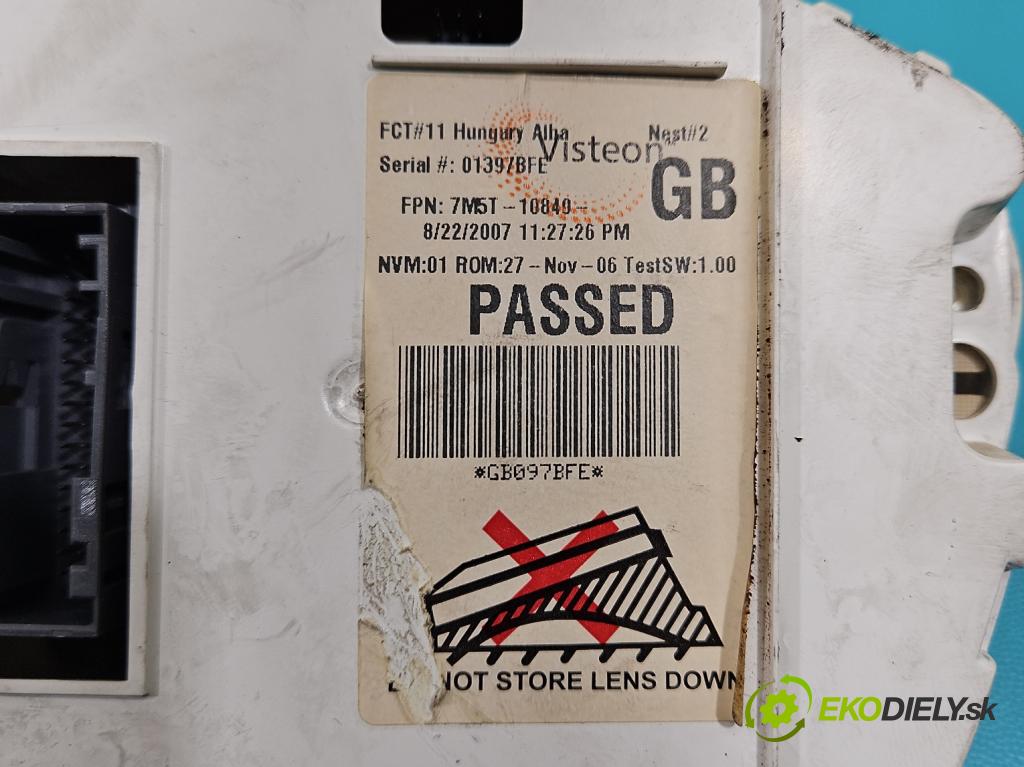 FCT#11 Hungury Alba Nest#2
Visteon
Serial #: 01397BFE
GB
FPN: 7M5T-10849-
8/22/2007 11:27:26 PM
NVM:01 ROM:27-Nov-06 TestSW:1.00
PASSED
*GB097BFE*
NOT STORE LENS DOWN
EKODIELY.sk